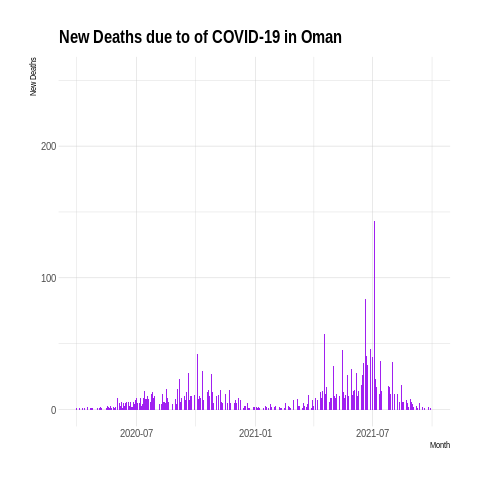 New Deaths due to of COVID-19 in Oman
New Deaths
200
100
0
2020-07
2021-01
2021-07
Month